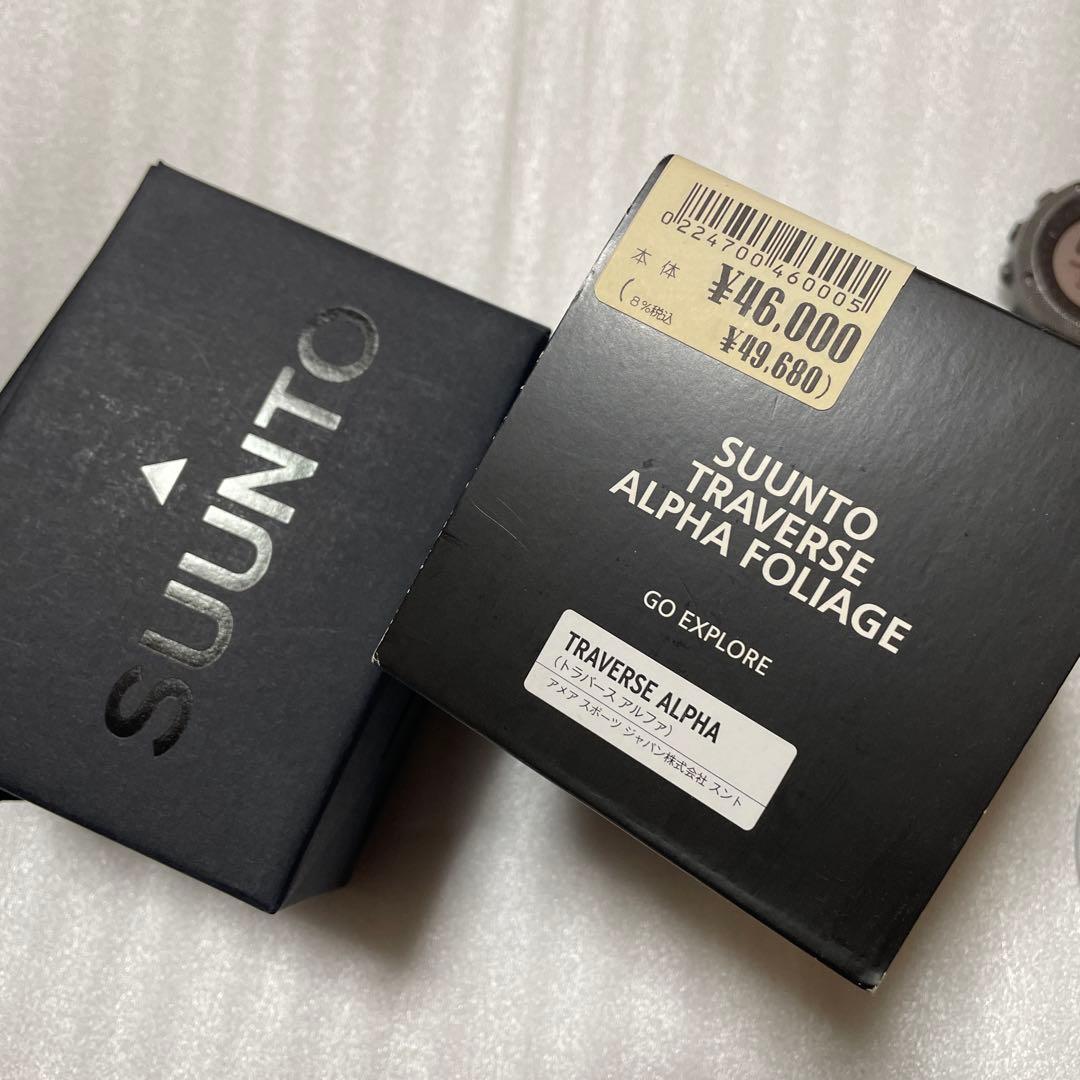 SUUNTO
0224700460005
本体 ¥46,000
(8%税込 ¥49,680)
SUUNTO
TRAVERSE
ALPHA FOLIAGE
GO EXPLORE
TRAVERSE ALPHA
(トラバース アルファ)
アメア スポーツ ジャパン株式会社 スント